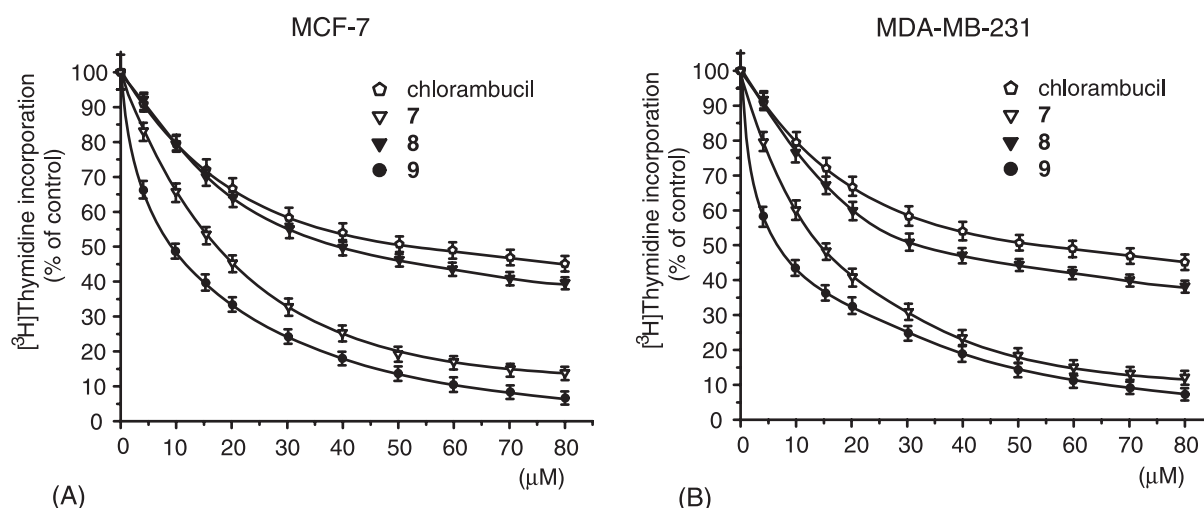 MCF-7
[³H]Thymidine incorporation
(% of control)
100
90
80
70
60
50
40
30
20
10
0
chlorambucil
7
8
9
0 10 20 30 40 50 60 70 80
(μM)
(A)
MDA-MB-231
[³H]Thymidine incorporation
(% of control)
100
90
80
70
60
50
40
30
20
10
0
chlorambucil
7
8
9
0 10 20 30 40 50 60 70 80
(μM)
(B)